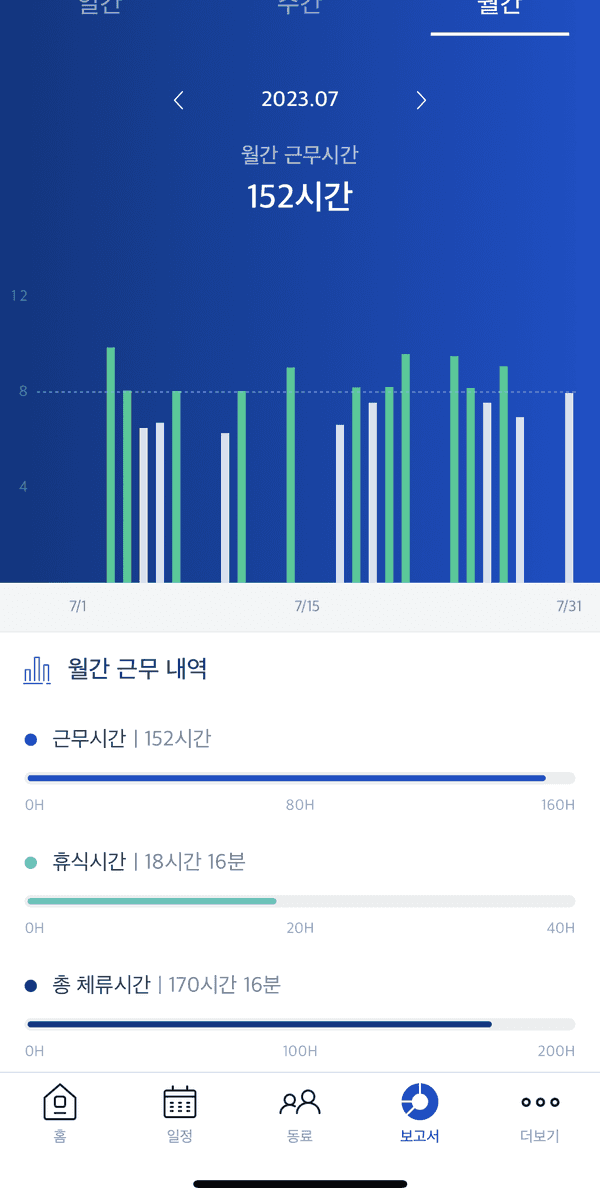 일간 주간 월간
2023.07
월간 근무시간
152시간
12
8
4
7/1 7/15 7/31
월간 근무 내역
근무시간 | 152시간
0H 80H 160H
휴식시간 | 18시간 16분
0H 20H 40H
총 체류시간 | 170시간 16분
0H 100H 200H
홈 일정 동료 보고서 더보기